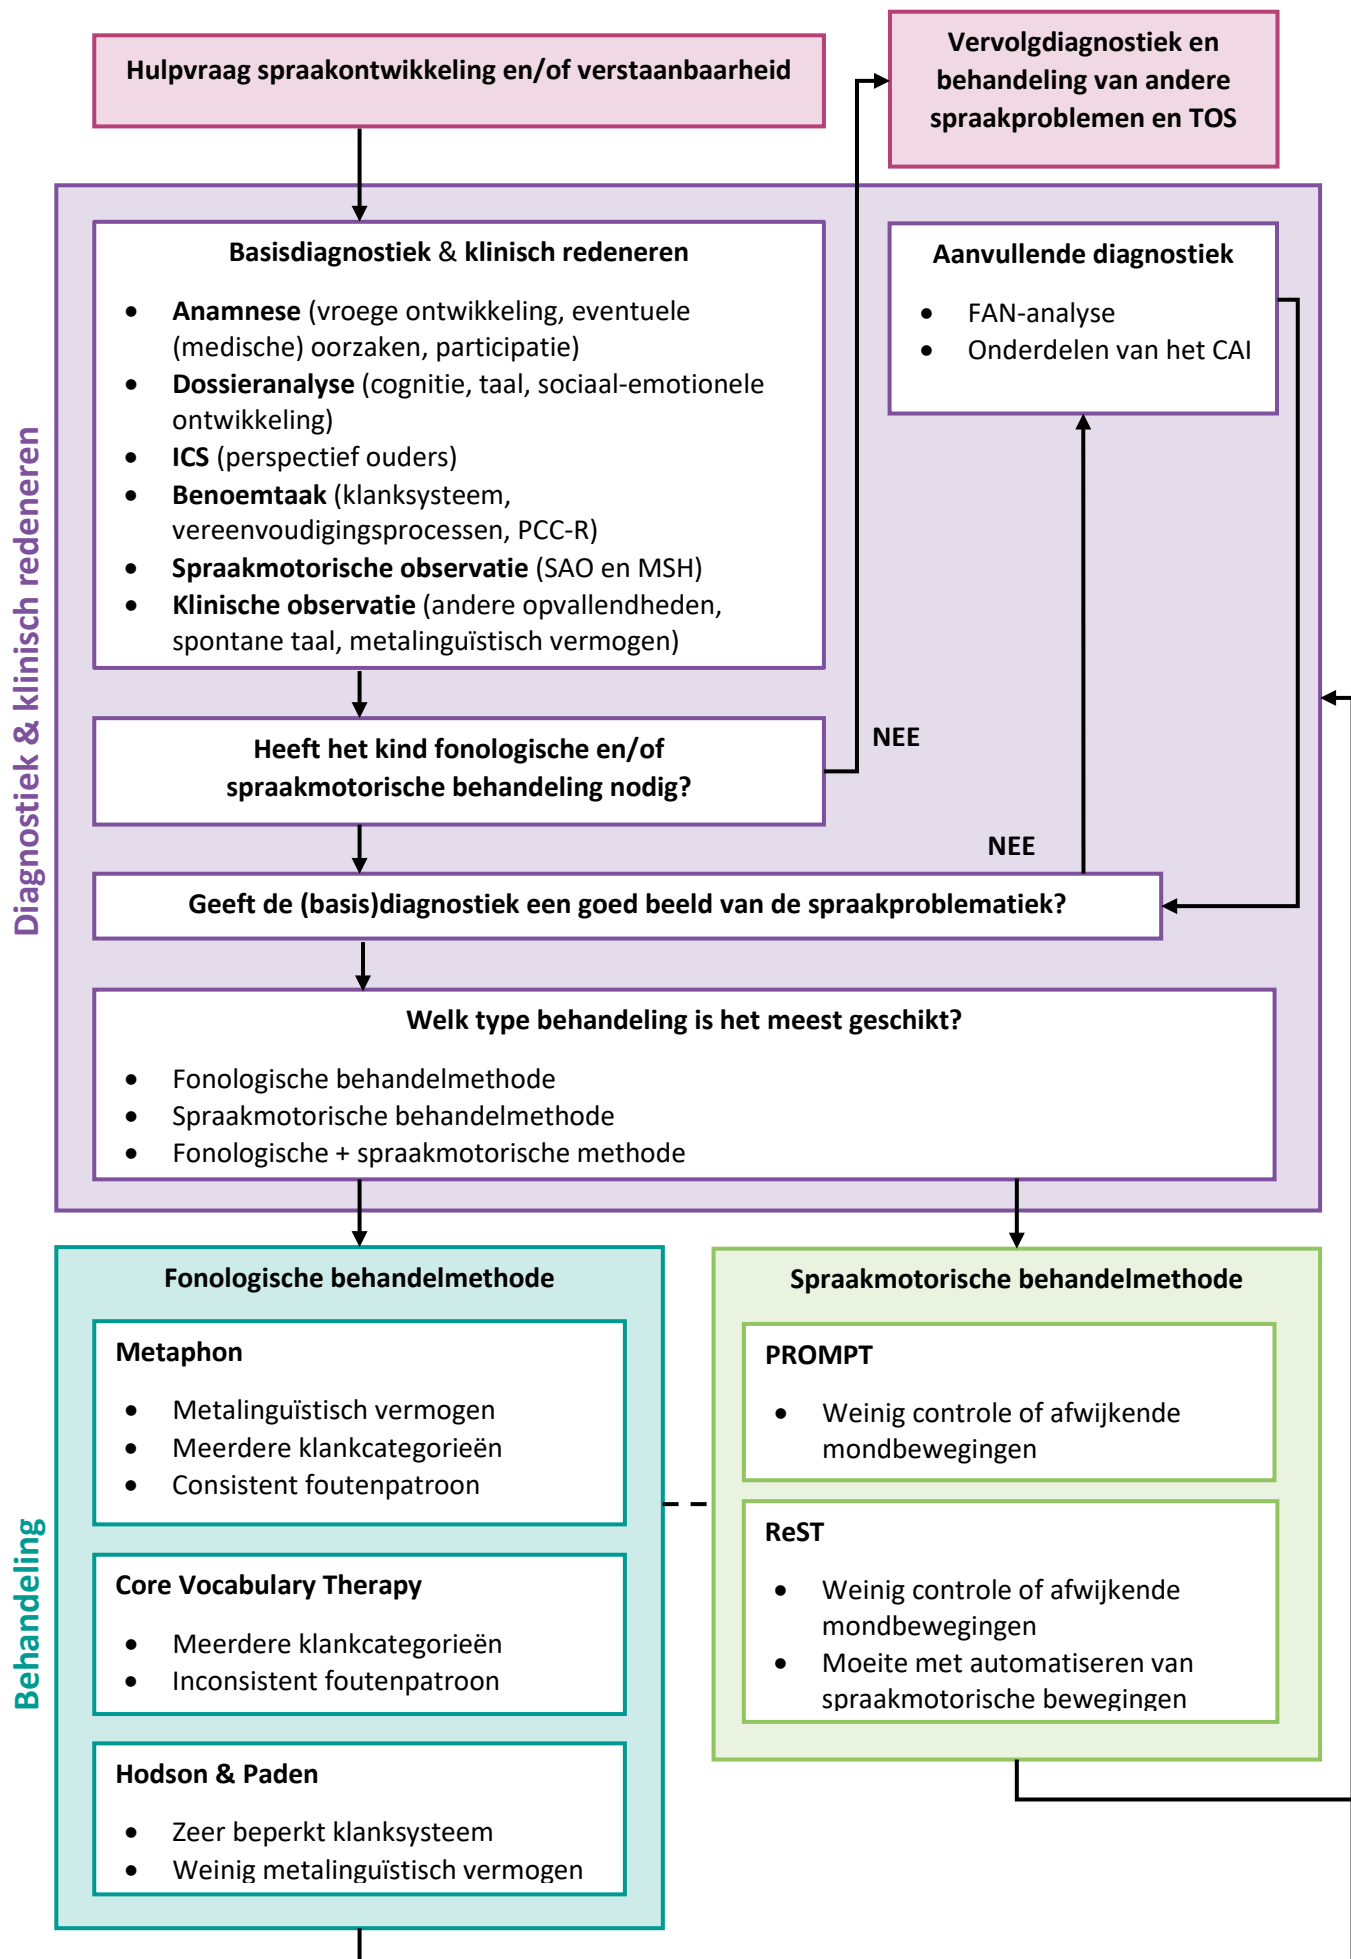 Hulpvraag spraakontwikkeling en/of verstaanbaarheid
Vervolgdiagnostiek en
behandeling van andere
spraakproblemen en TOS
Diagnostiek & klinisch redeneren
Basisdiagnostiek & klinisch redeneren
• Anamnese (vroege ontwikkeling, eventuele
(medische) oorzaken, participatie)
• Dossieranalyse (cognitie, taal, sociaal-emotionele
ontwikkeling)
• ICS (perspectief ouders)
• Benoemtaak (klanksysteem,
vereenvoudigingsprocessen, PCC-R)
• Spraakmotorische observatie (SAO en MSH)
• Klinische observatie (andere opvallendheden,
spontane taal, metalinguïstisch vermogen)
Aanvullende diagnostiek
• FAN-analyse
• Onderdelen van het CAI
Heeft het kind fonologische en/of
spraakmotorische behandeling nodig?
NEE
NEE
Geeft de (basis)diagnostiek een goed beeld van de spraakproblematiek?
Welk type behandeling is het meest geschikt?
• Fonologische behandelmethode
• Spraakmotorische behandelmethode
• Fonologische + spraakmotorische methode
Behandeling
Fonologische behandelmethode
Metaphon
• Metalinguïstisch vermogen
• Meerdere klankcategorieën
• Consistent foutenpatroon
Core Vocabulary Therapy
• Meerdere klankcategorieën
• Inconsistent foutenpatroon
Hodson & Paden
• Zeer beperkt klanksysteem
• Weinig metalinguïstisch vermogen
Spraakmotorische behandelmethode
PROMPT
• Weinig controle of afwijkende
mondbewegingen
ReST
• Weinig controle of afwijkende
mondbewegingen
• Moeite met automatiseren van
spraakmotorische bewegingen